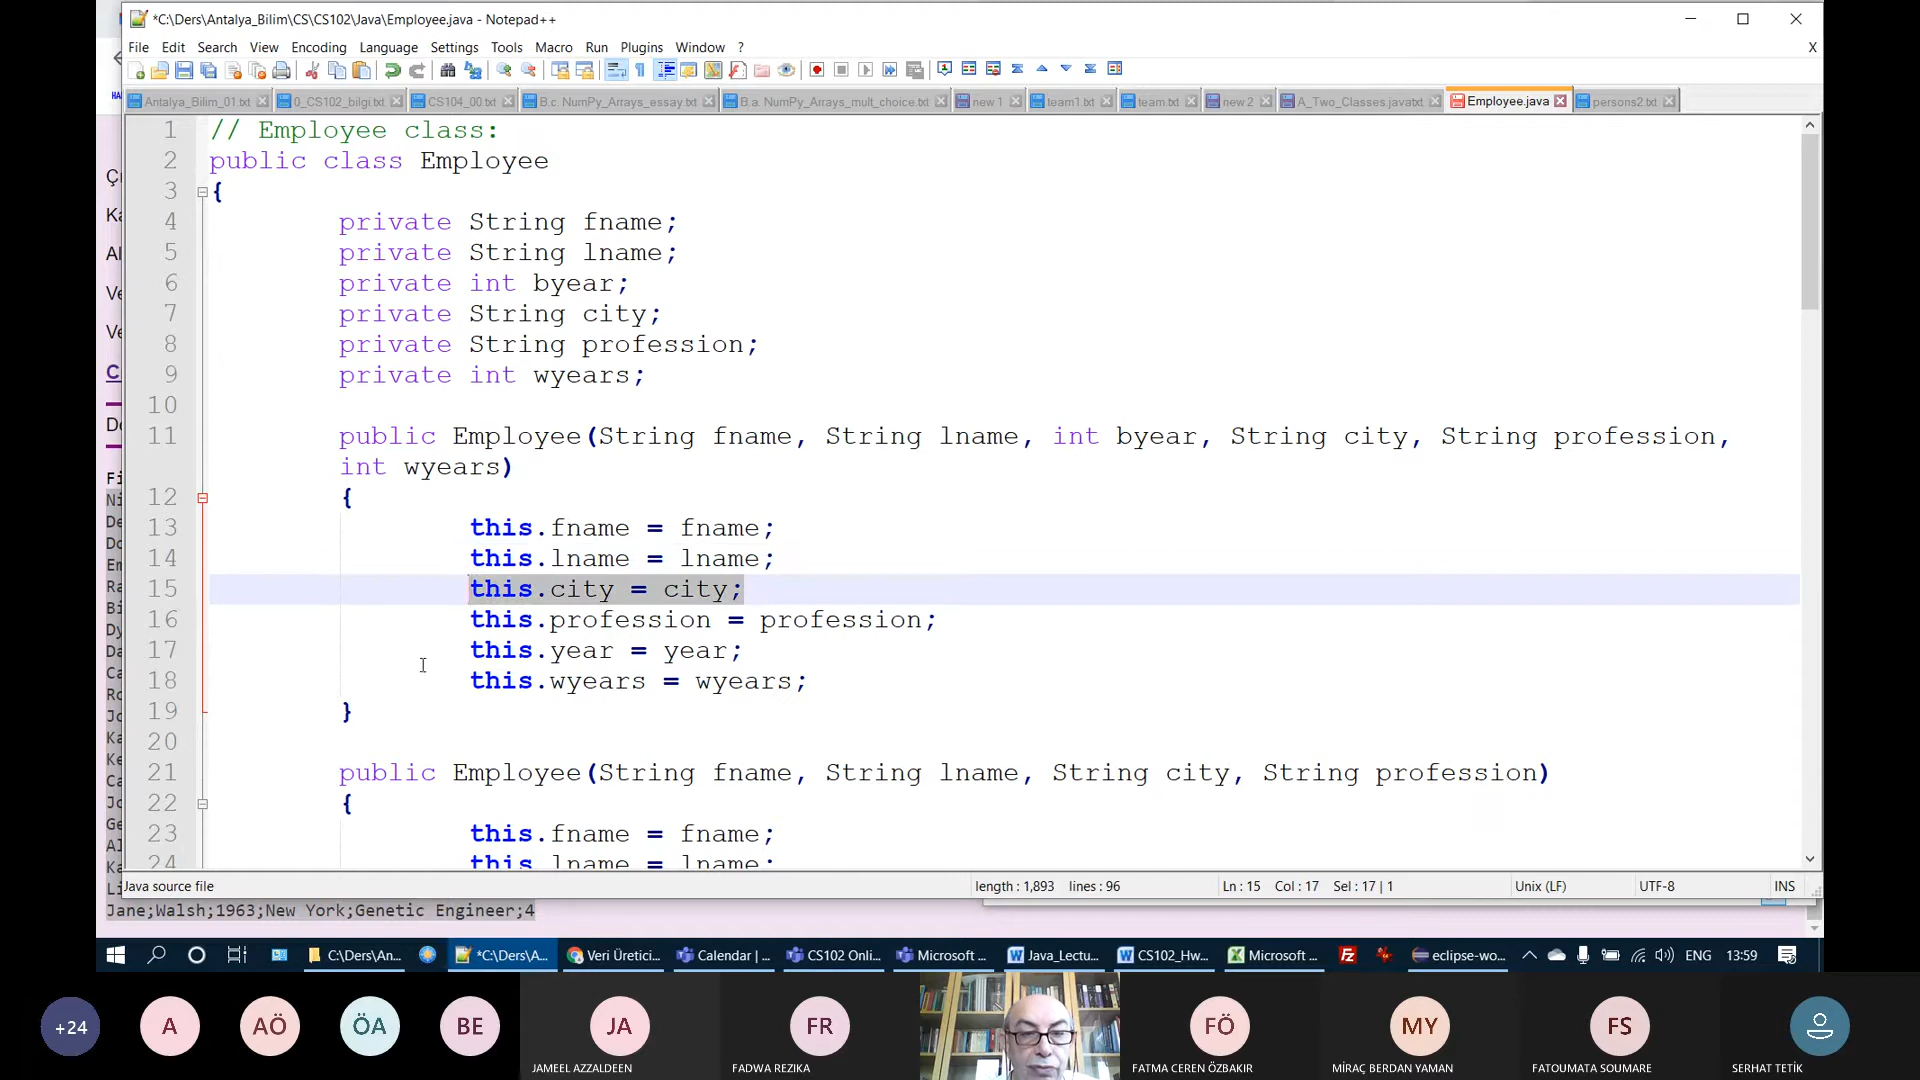 *C:\Ders\Antalya_Bilim\CS\CS102\Java\Employee.java - Notepad++
File Edit Search View Encoding Language Settings Tools Macro Run Plugins Window ? X
Antalya_Bilim_01.txt 0_CS102_bilgi.txt CS104_00.txt B.c. NumPy_Arrays_essay.txt B.a. NumPy_Arrays_mult_choice.txt new 1 team1.txt team.txt new 2 A_Two_Classes.javatxt Employee.java persons2.txt
1 // Employee class:
2 public class Employee
3 {
4 private String fname;
5 private String lname;
6 private int byear;
7 private String city;
8 private String profession;
9 private int wyears;
10
11 public Employee(String fname, String lname, int byear, String city, String profession,
int wyears)
12 {
13 this.fname = fname;
14 this.lname = lname;
15 this.city = city;
16 this.profession = profession;
17 this.year = year;
18 this.wyears = wyears;
19 }
20
21 public Employee(String fname, String lname, String city, String profession)
22 {
23 this.fname = fname;
24 this.lname = lname;
Java source file length : 1,893 lines : 96 Ln : 15 Col : 17 Sel : 17 | 1 Unix (LF) UTF-8 INS
Jane;Walsh;1963;New York;Genetic Engineer;4
C:\Ders\An... *C:\Ders\A... Veri Üretici... Calendar | ... CS102 Onli... Microsoft ... Java_Lectu... CS102_Hw... Microsoft ... eclipse-wo... ENG 13:59
+24 A AÖ ÖA BE JA FR FÖ MY FS
JAMEEL AZZALDEEN FADWA REZIKA FATMA CEREN ÖZBAKIR MİRAÇ BERDAN YAMAN FATOUMATA SOUMARE SERHAT TETİK